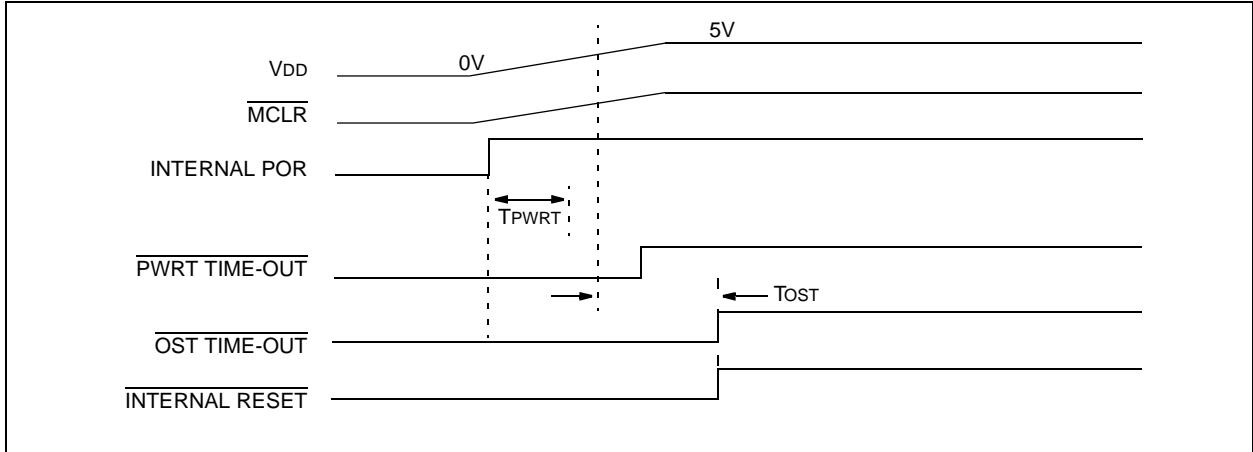 5V
0V
VDD
MCLR
INTERNAL POR
TPWRT
PWRT TIME-OUT
TOST
OST TIME-OUT
INTERNAL RESET